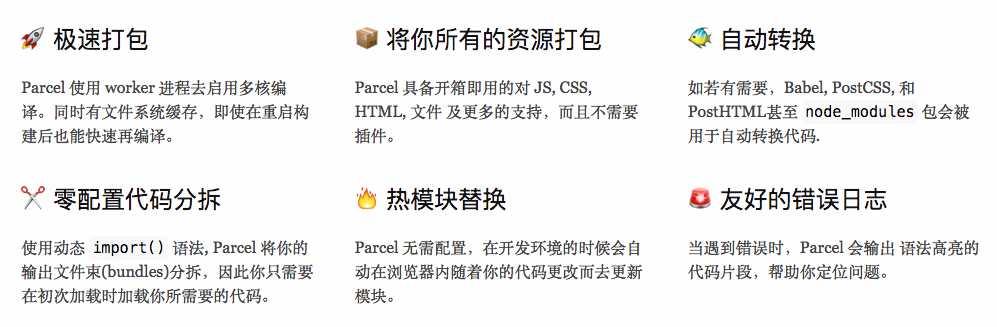 🚀 极速打包
Parcel 使用 worker 进程去启用多核编
译。同时有文件系统缓存，即使在重启构
建后也能快速再编译。
📦 将你所有的资源打包
Parcel 具备开箱即用的对 JS, CSS,
HTML, 文件 及更多的支持，而且不需要
插件。
🐠 自动转换
如若有需要，Babel, PostCSS, 和
PostHTML甚至 node_modules 包会被
用于自动转换代码.
✂️ 零配置代码分拆
使用动态 import() 语法, Parcel 将你的
输出文件束(bundles)分拆，因此你只需要
在初次加载时加载你所需要的代码。
🔥 热模块替换
Parcel 无需配置，在开发环境的时候会自
动在浏览器内随着你的代码更改而去更新
模块。
🚨 友好的错误日志
当遇到错误时，Parcel 会输出 语法高亮的
代码片段，帮助你定位问题。